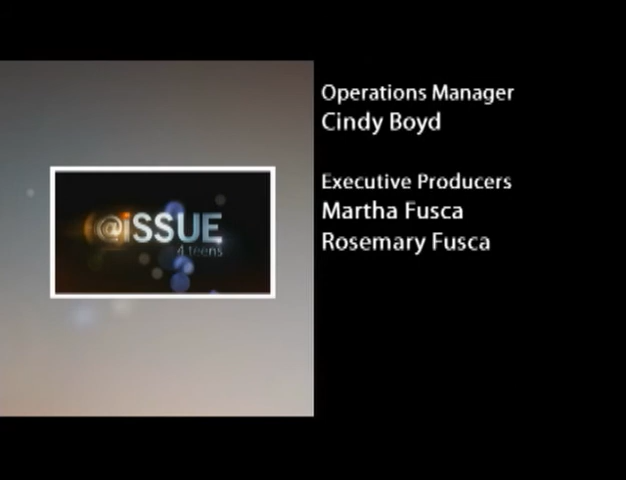 @iSSUE
4 teens
Operations Manager
Cindy Boyd
Executive Producers
Martha Fusca
Rosemary Fusca